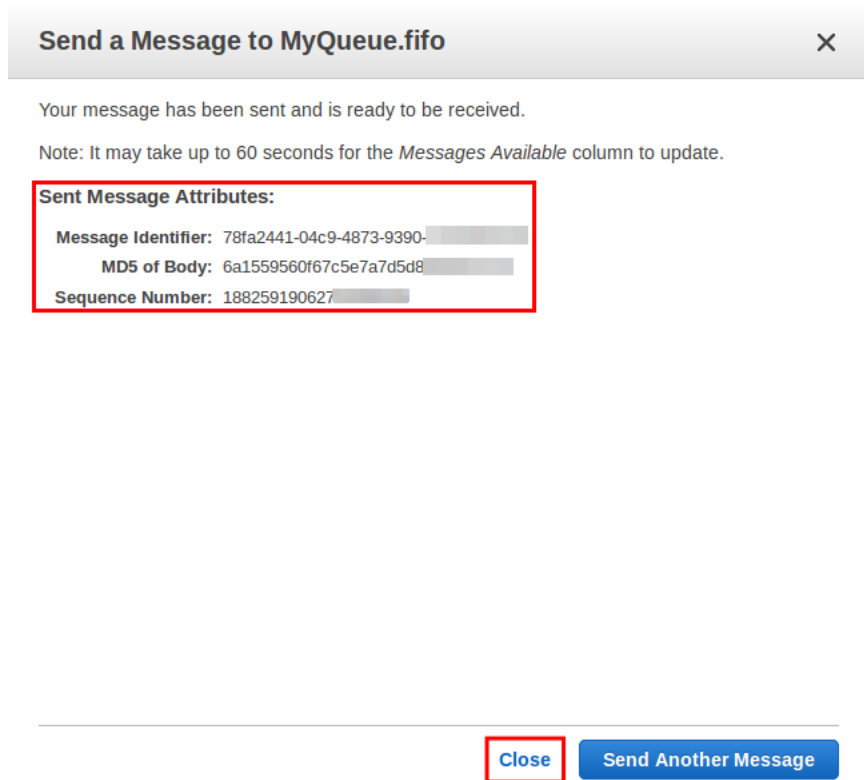 Send a Message to MyQueue.fifo
Your message has been sent and is ready to be received.
Note: It may take up to 60 seconds for the Messages Available column to update.
Sent Message Attributes:
Message Identifier: 78fa2441-04c9-4873-9390-
MD5 of Body: 6a1559560f67c5e7a7d5d8
Sequence Number: 188259190627
Close Send Another Message